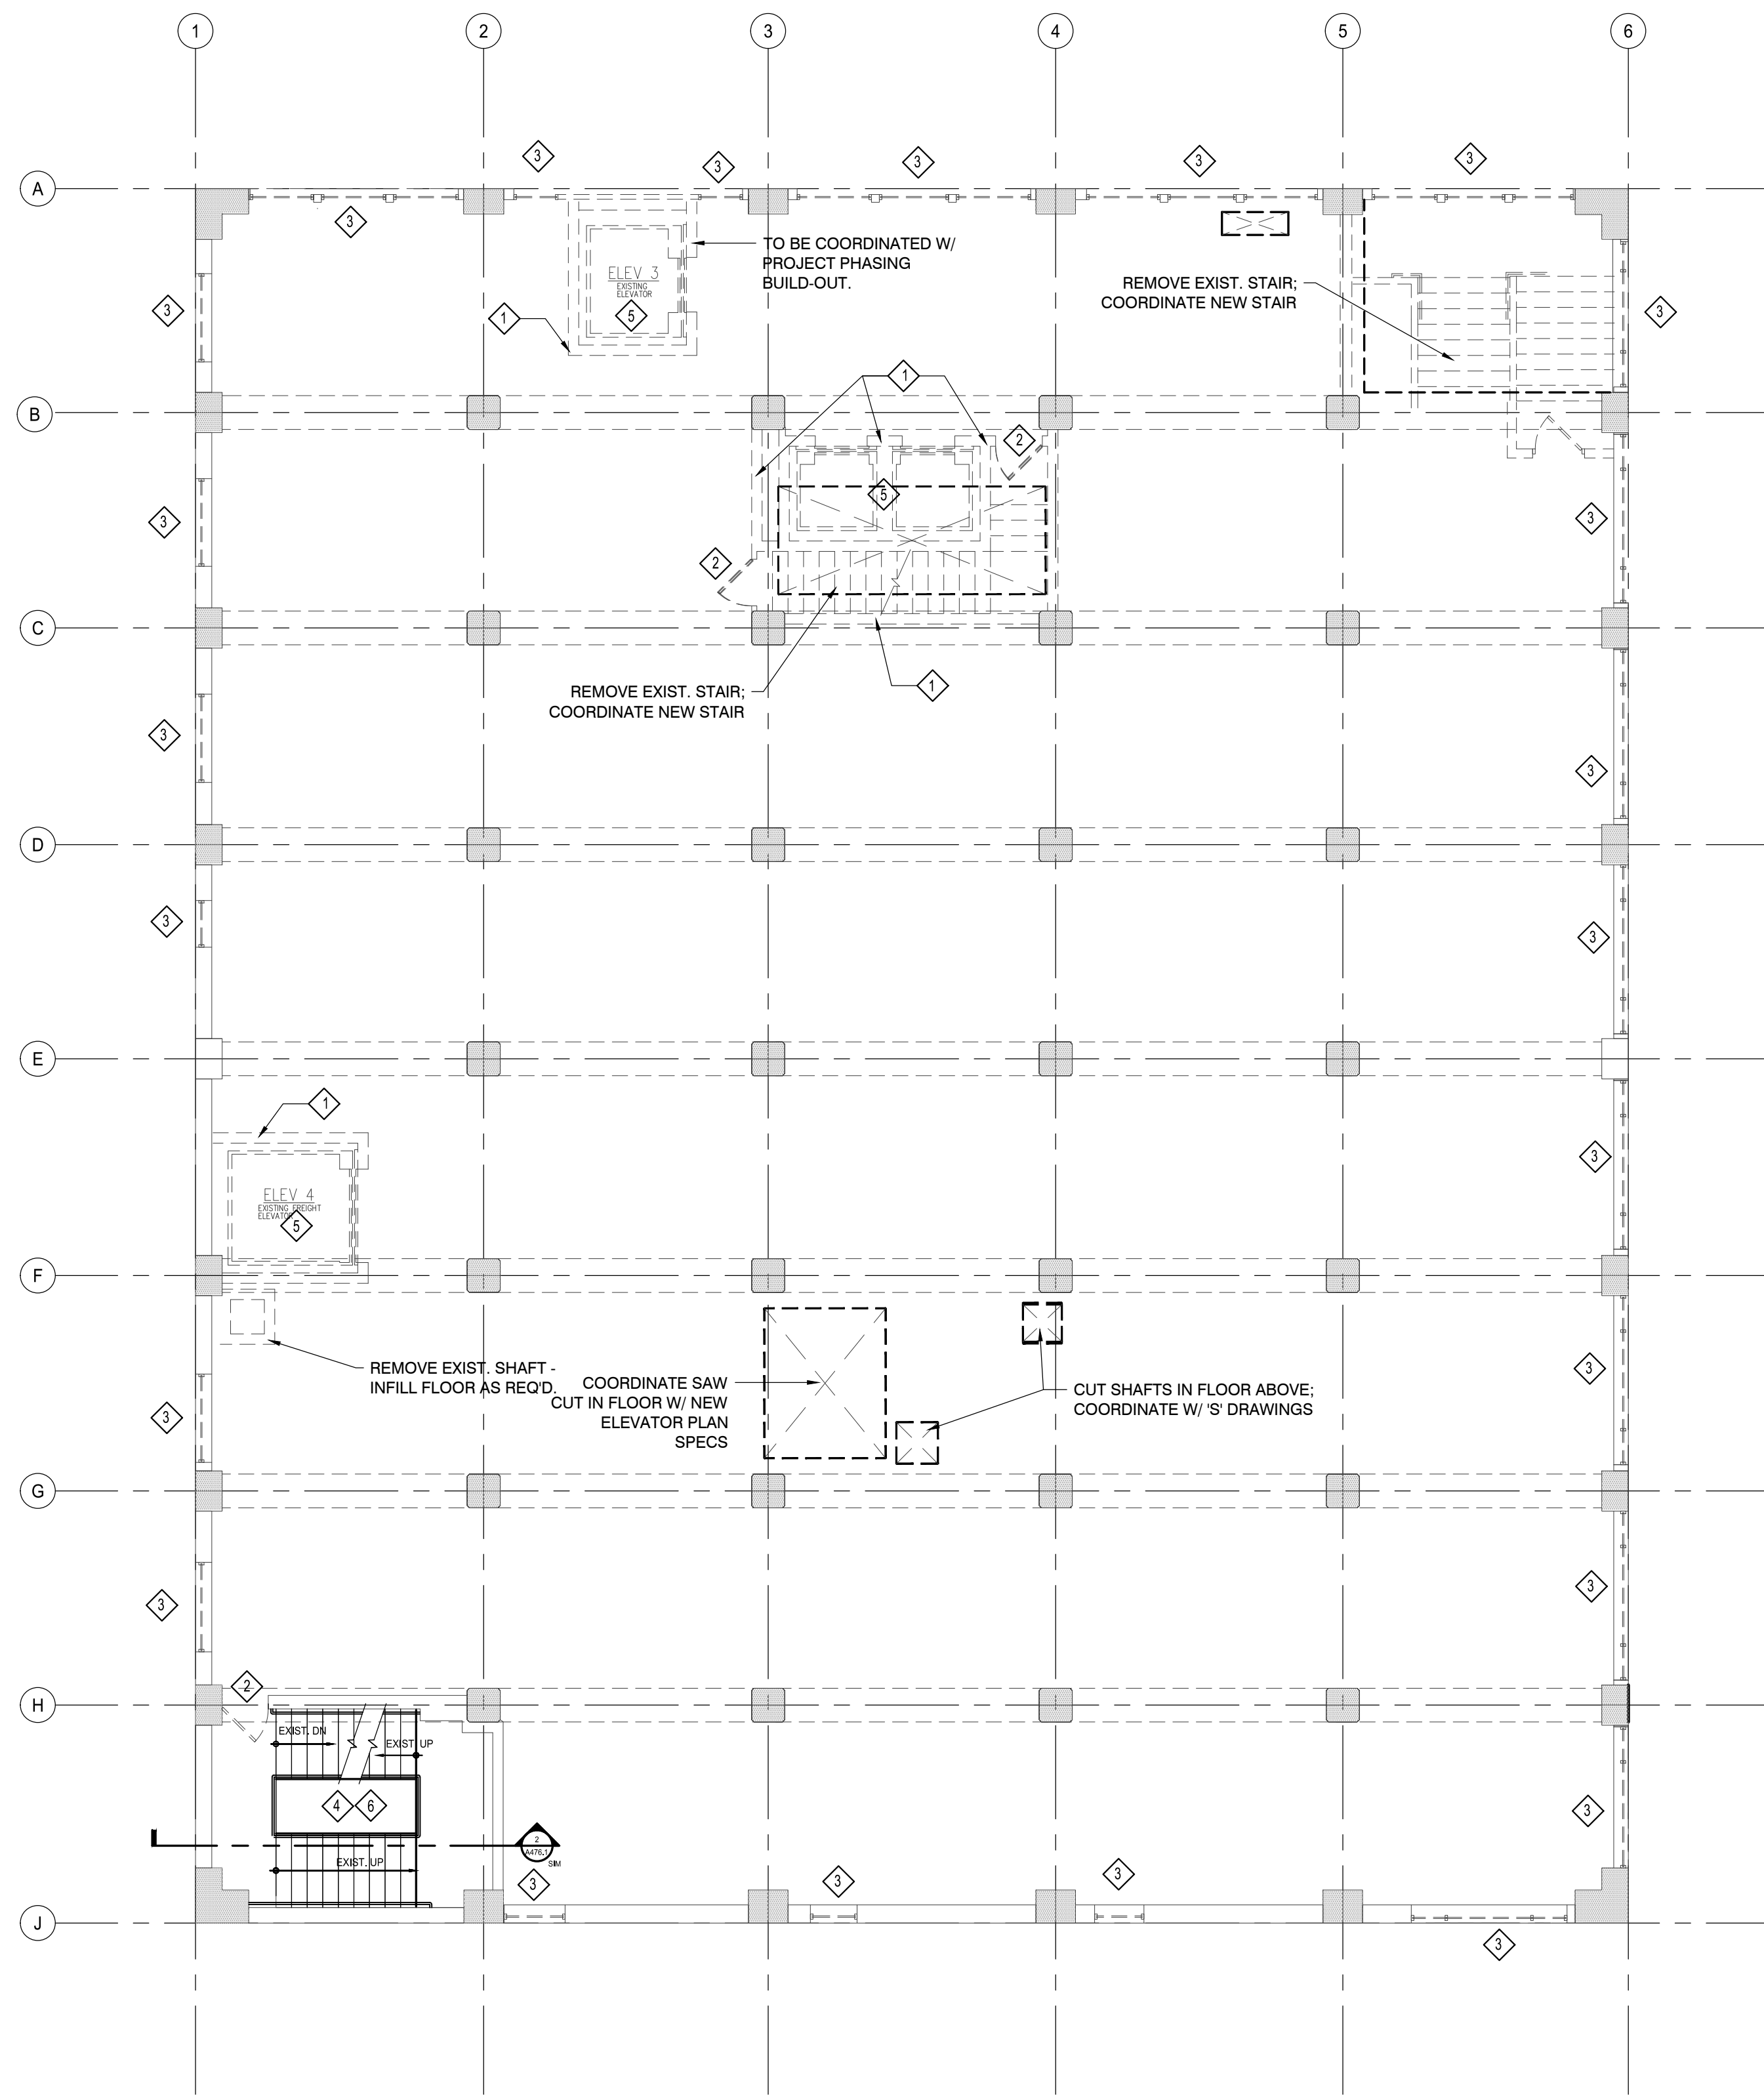 1
2
3
4
5
6
3
3
3
3
3
A
3
TO BE COORDINATED W/
PROJECT PHASING
BUILD-OUT.
ELEV 3
EXISTING
ELEVATOR
5
1
REMOVE EXIST. STAIR;
COORDINATE NEW STAIR
3
3
1
B
2
5
3
3
2
C
REMOVE EXIST. STAIR;
COORDINATE NEW STAIR
1
3
3
D
3
3
E
1
3
ELEV 4
EXISTING FREIGHT
ELEVATOR
5
F
REMOVE EXIST. SHAFT -
INFILL FLOOR AS REQ'D.
COORDINATE SAW
CUT IN FLOOR W/ NEW
ELEVATOR PLAN
SPECS
CUT SHAFTS IN FLOOR ABOVE;
COORDINATE W/ 'S' DRAWINGS
3
3
G
3
3
2
H
EXIST. DN
EXIST. UP
4
6
3
2
A476.1
SIM
EXIST. UP
3
3
3
J
3